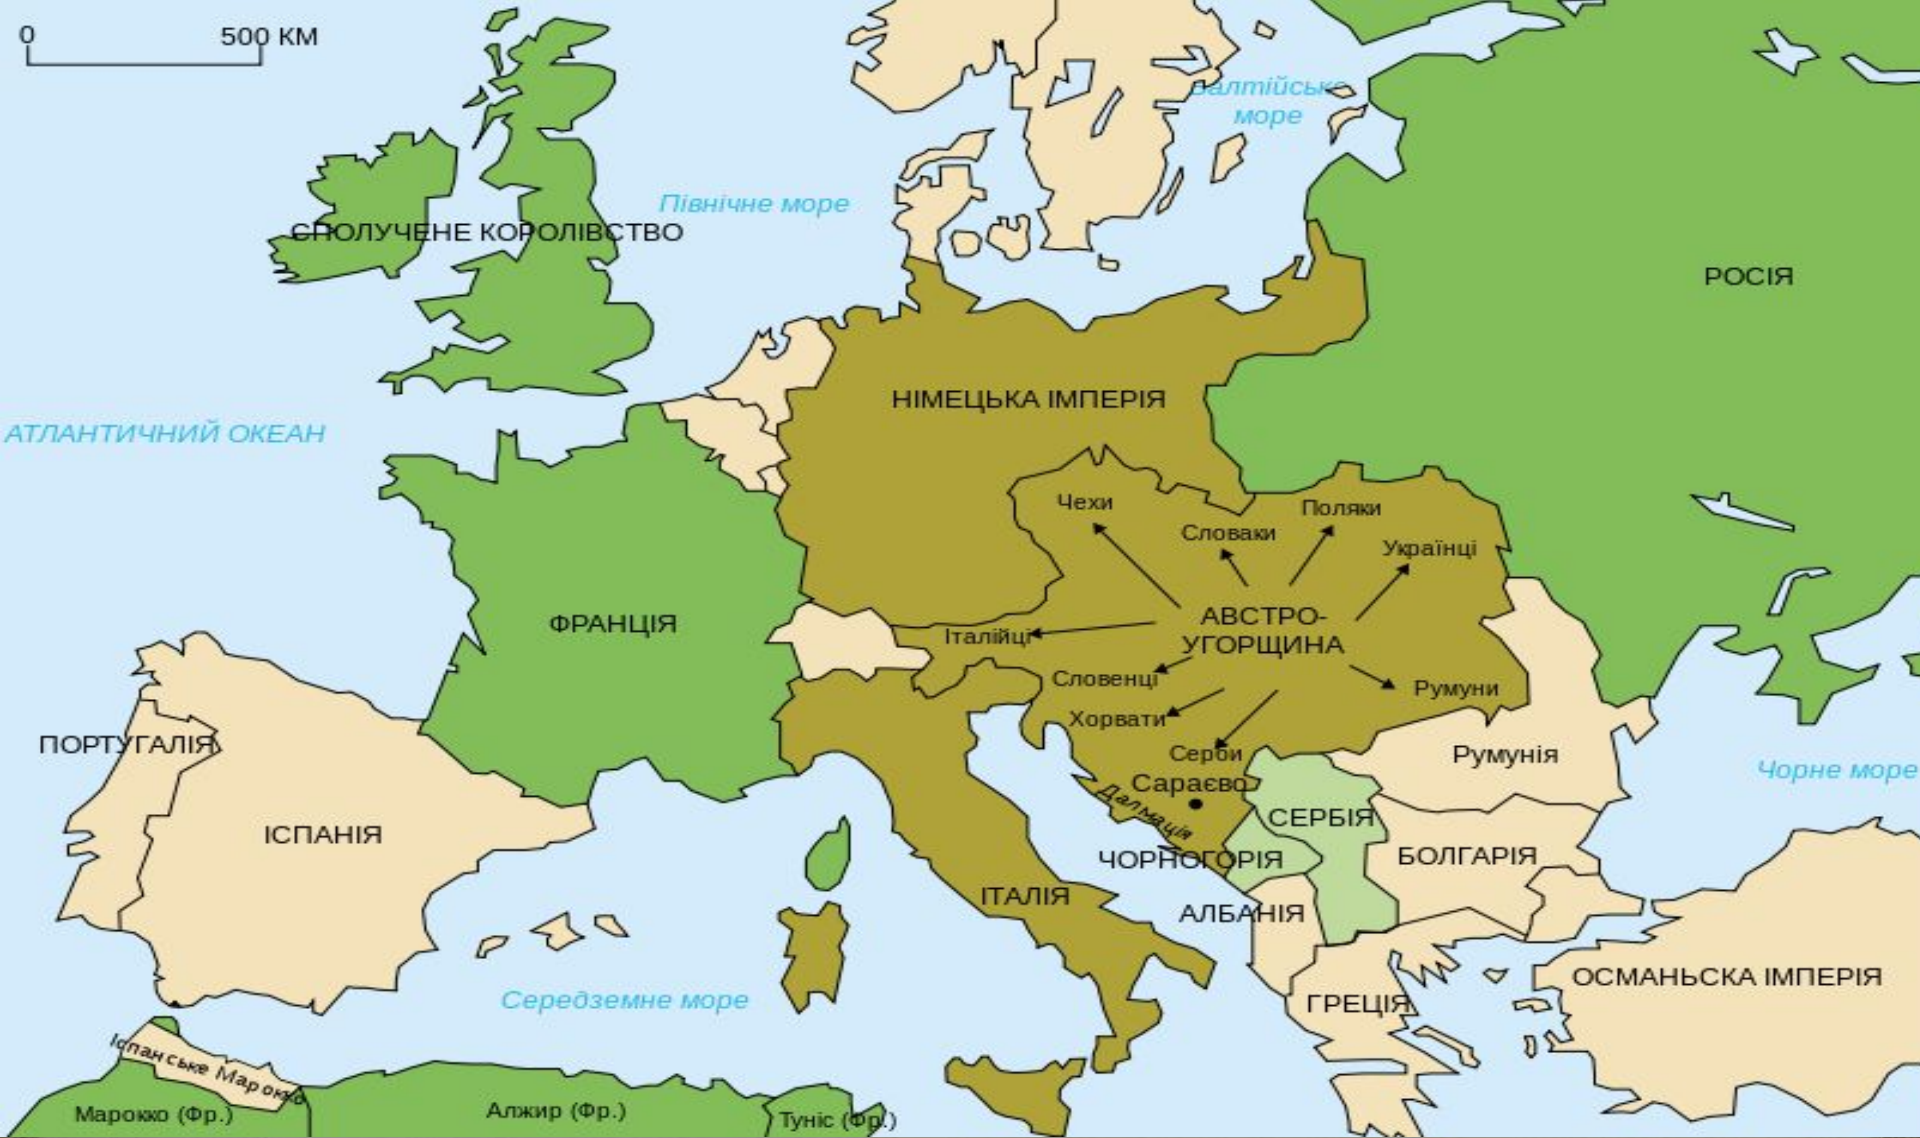 0 500 КМ
Балтійське
море
Північне море
СПОЛУЧЕНЕ КОРОЛІВСТВО
РОСІЯ
НІМЕЦЬКА ІМПЕРІЯ
АТЛАНТИЧНИЙ ОКЕАН
Чехи
Словаки
Поляки
Українці
АВСТРО-
УГОРЩИНА
ФРАНЦІЯ
Італійці
Словенці
Румуни
Хорвати
Серби
Сараєво
Далмація
ПОРТУГАЛІЯ
Румунія
Чорне море
ІСПАНІЯ
СЕРБІЯ
ЧОРНОГОРІЯ
БОЛГАРІЯ
ІТАЛІЯ
АЛБАНІЯ
ОСМАНЬСКА ІМПЕРІЯ
Середземне море
ГРЕЦІЯ
Іспанське Марокко
Марокко (Фр.)
Алжир (Фр.)
Туніс (Фр.)